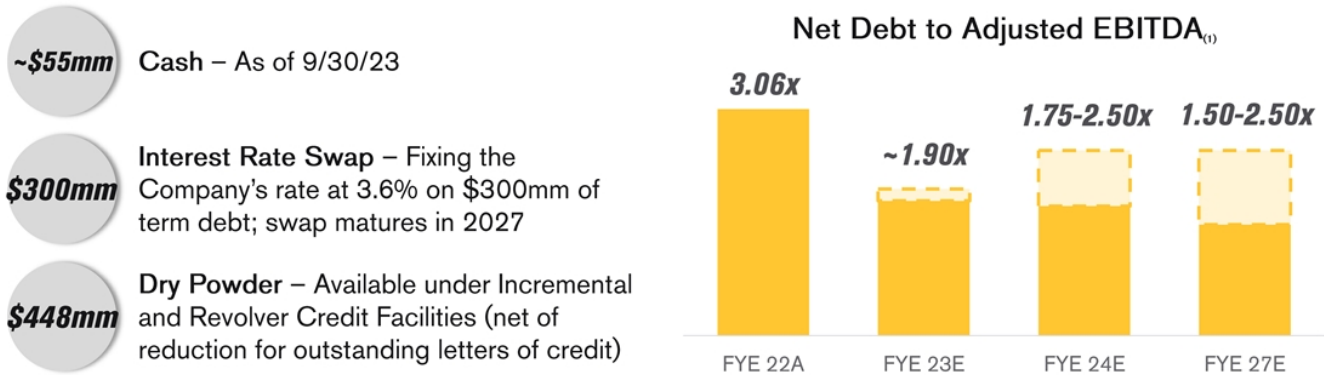 ~$55mm
Cash – As of 9/30/23
$300mm
Interest Rate Swap – Fixing the
Company's rate at 3.6% on $300mm of
term debt; swap matures in 2027
$448mm
Dry Powder – Available under Incremental
and Revolver Credit Facilities (net of
reduction for outstanding letters of credit)
Net Debt to Adjusted EBITDA(1)
3.06x
~1.90x
1.75-2.50x
1.50-2.50x
FYE 22A
FYE 23E
FYE 24E
FYE 27E